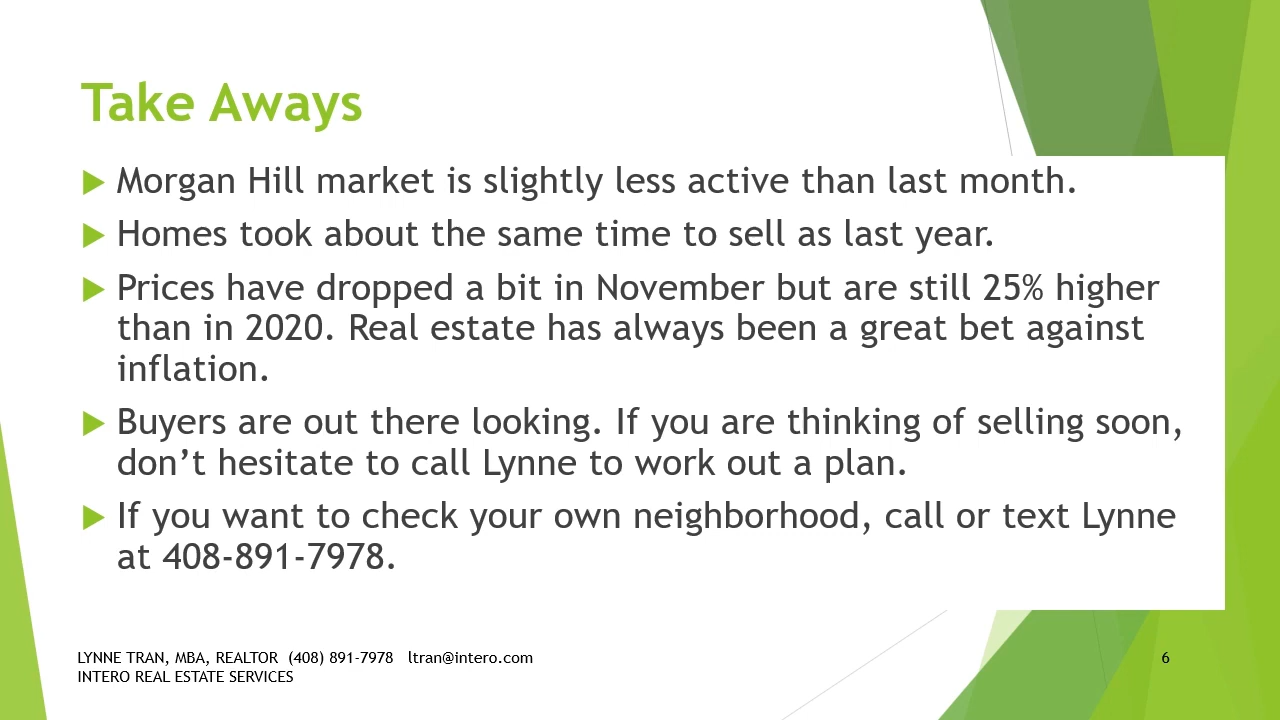 Take Aways
Morgan Hill market is slightly less active than last month.
Homes took about the same time to sell as last year.
Prices have dropped a bit in November but are still 25% higher
than in 2020. Real estate has always been a great bet against
inflation.
Buyers are out there looking. If you are thinking of selling soon,
don’t hesitate to call Lynne to work out a plan.
If you want to check your own neighborhood, call or text Lynne
at 408-891-7978.
LYNNE TRAN, MBA, REALTOR (408) 891-7978 ltran@intero.com
INTERO REAL ESTATE SERVICES
6